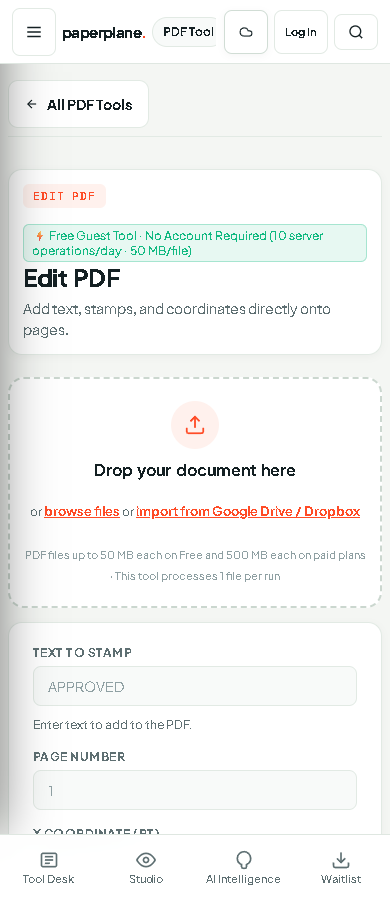 paperplane.
PDF Tool
Log In
All PDF Tools
EDIT PDF
Free Guest Tool · No Account Required (10 server
operations/day · 50 MB/file)
Edit PDF
Add text, stamps, and coordinates directly onto
pages.
Drop your document here
or browse files or import from Google Drive / Dropbox
PDF files up to 50 MB each on Free and 500 MB each on paid plans
· This tool processes 1 file per run
TEXT TO STAMP
APPROVED
Enter text to add to the PDF.
PAGE NUMBER
1
X COORDINATE (PT)
Tool Desk
Studio
AI Intelligence
Waitlist